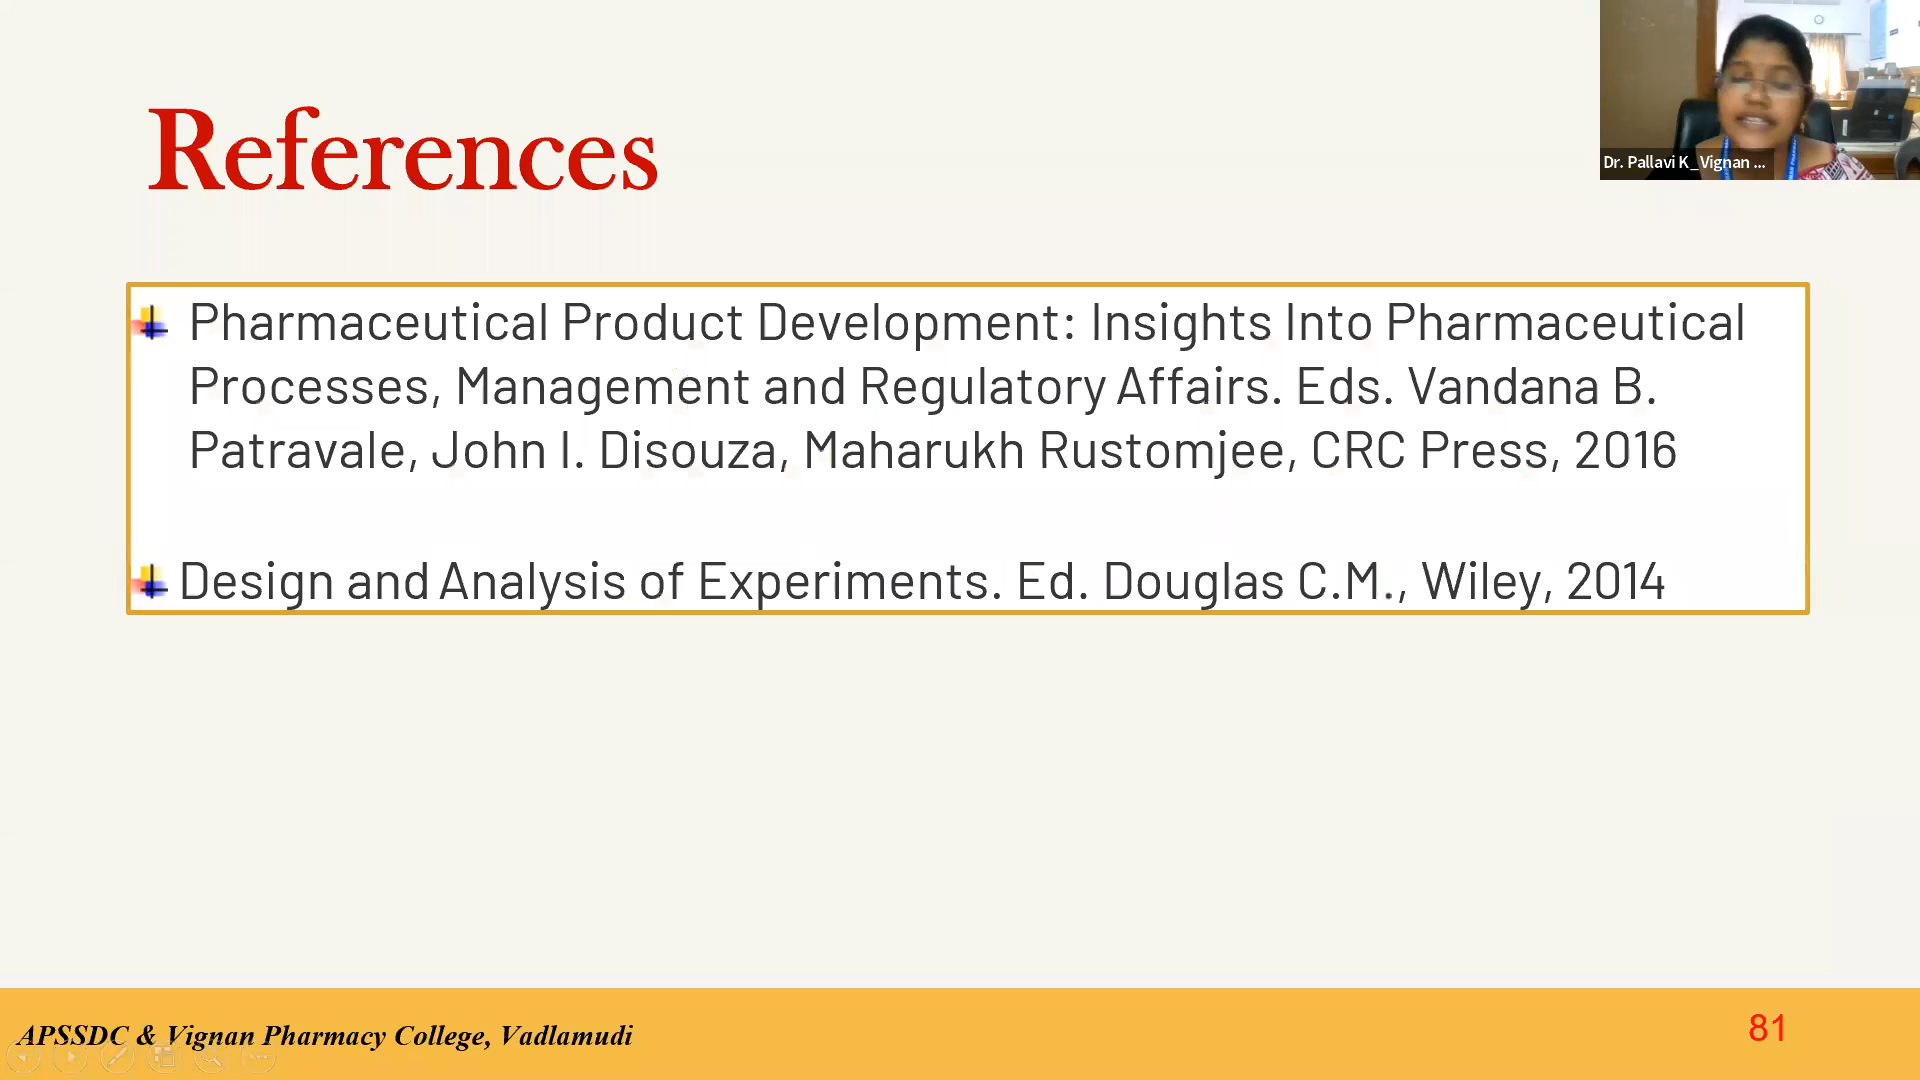 References
Dr. Pallavi K_Vignan ...
Pharmaceutical Product Development: Insights Into Pharmaceutical
Processes, Management and Regulatory Affairs. Eds. Vandana B.
Patravale, John I. Disouza, Maharukh Rustomjee, CRC Press, 2016
Design and Analysis of Experiments. Ed. Douglas C.M., Wiley, 2014
APSSDC & Vignan Pharmacy College, Vadlamudi
81